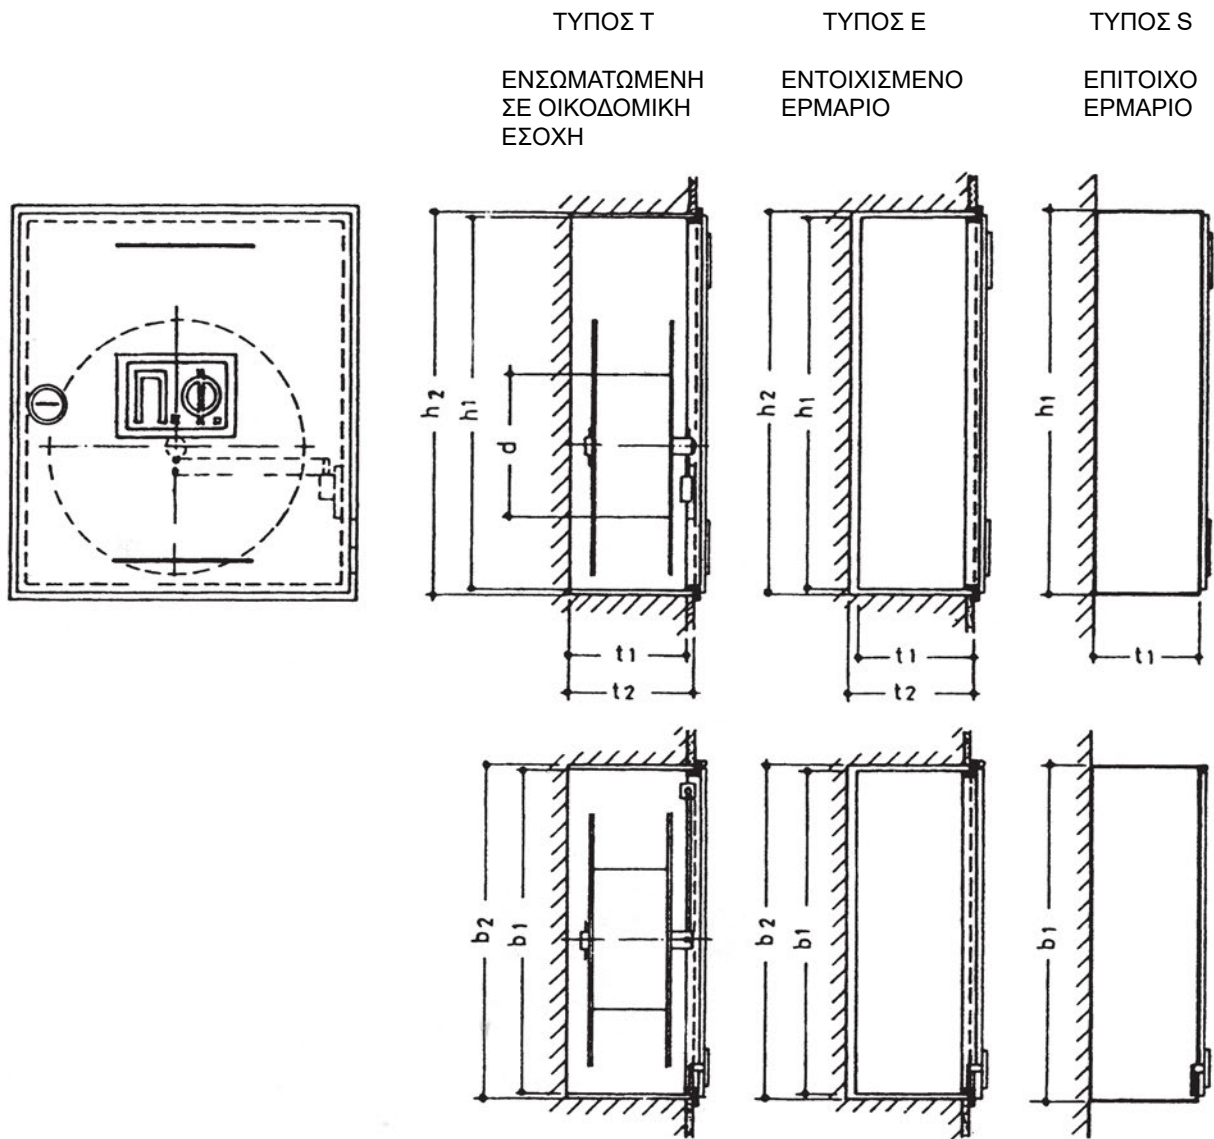 ΤΥΠΟΣ Τ
ΤΥΠΟΣ Ε
ΤΥΠΟΣ S
ΕΝΣΩΜΑΤΩΜΕΝΗ
ΣΕ ΟΙΚΟΔΟΜΙΚΗ
ΕΣΟΧΗ
ΕΝΤΟΙΧΙΣΜΕΝΟ
ΕΡΜΑΡΙΟ
ΕΠΙΤΟΙΧΟ
ΕΡΜΑΡΙΟ
Π.Φ.
h2
h1
d
t1
t2
h2
h1
t1
t2
h1
t1
b2
b1
b2
b1
b1